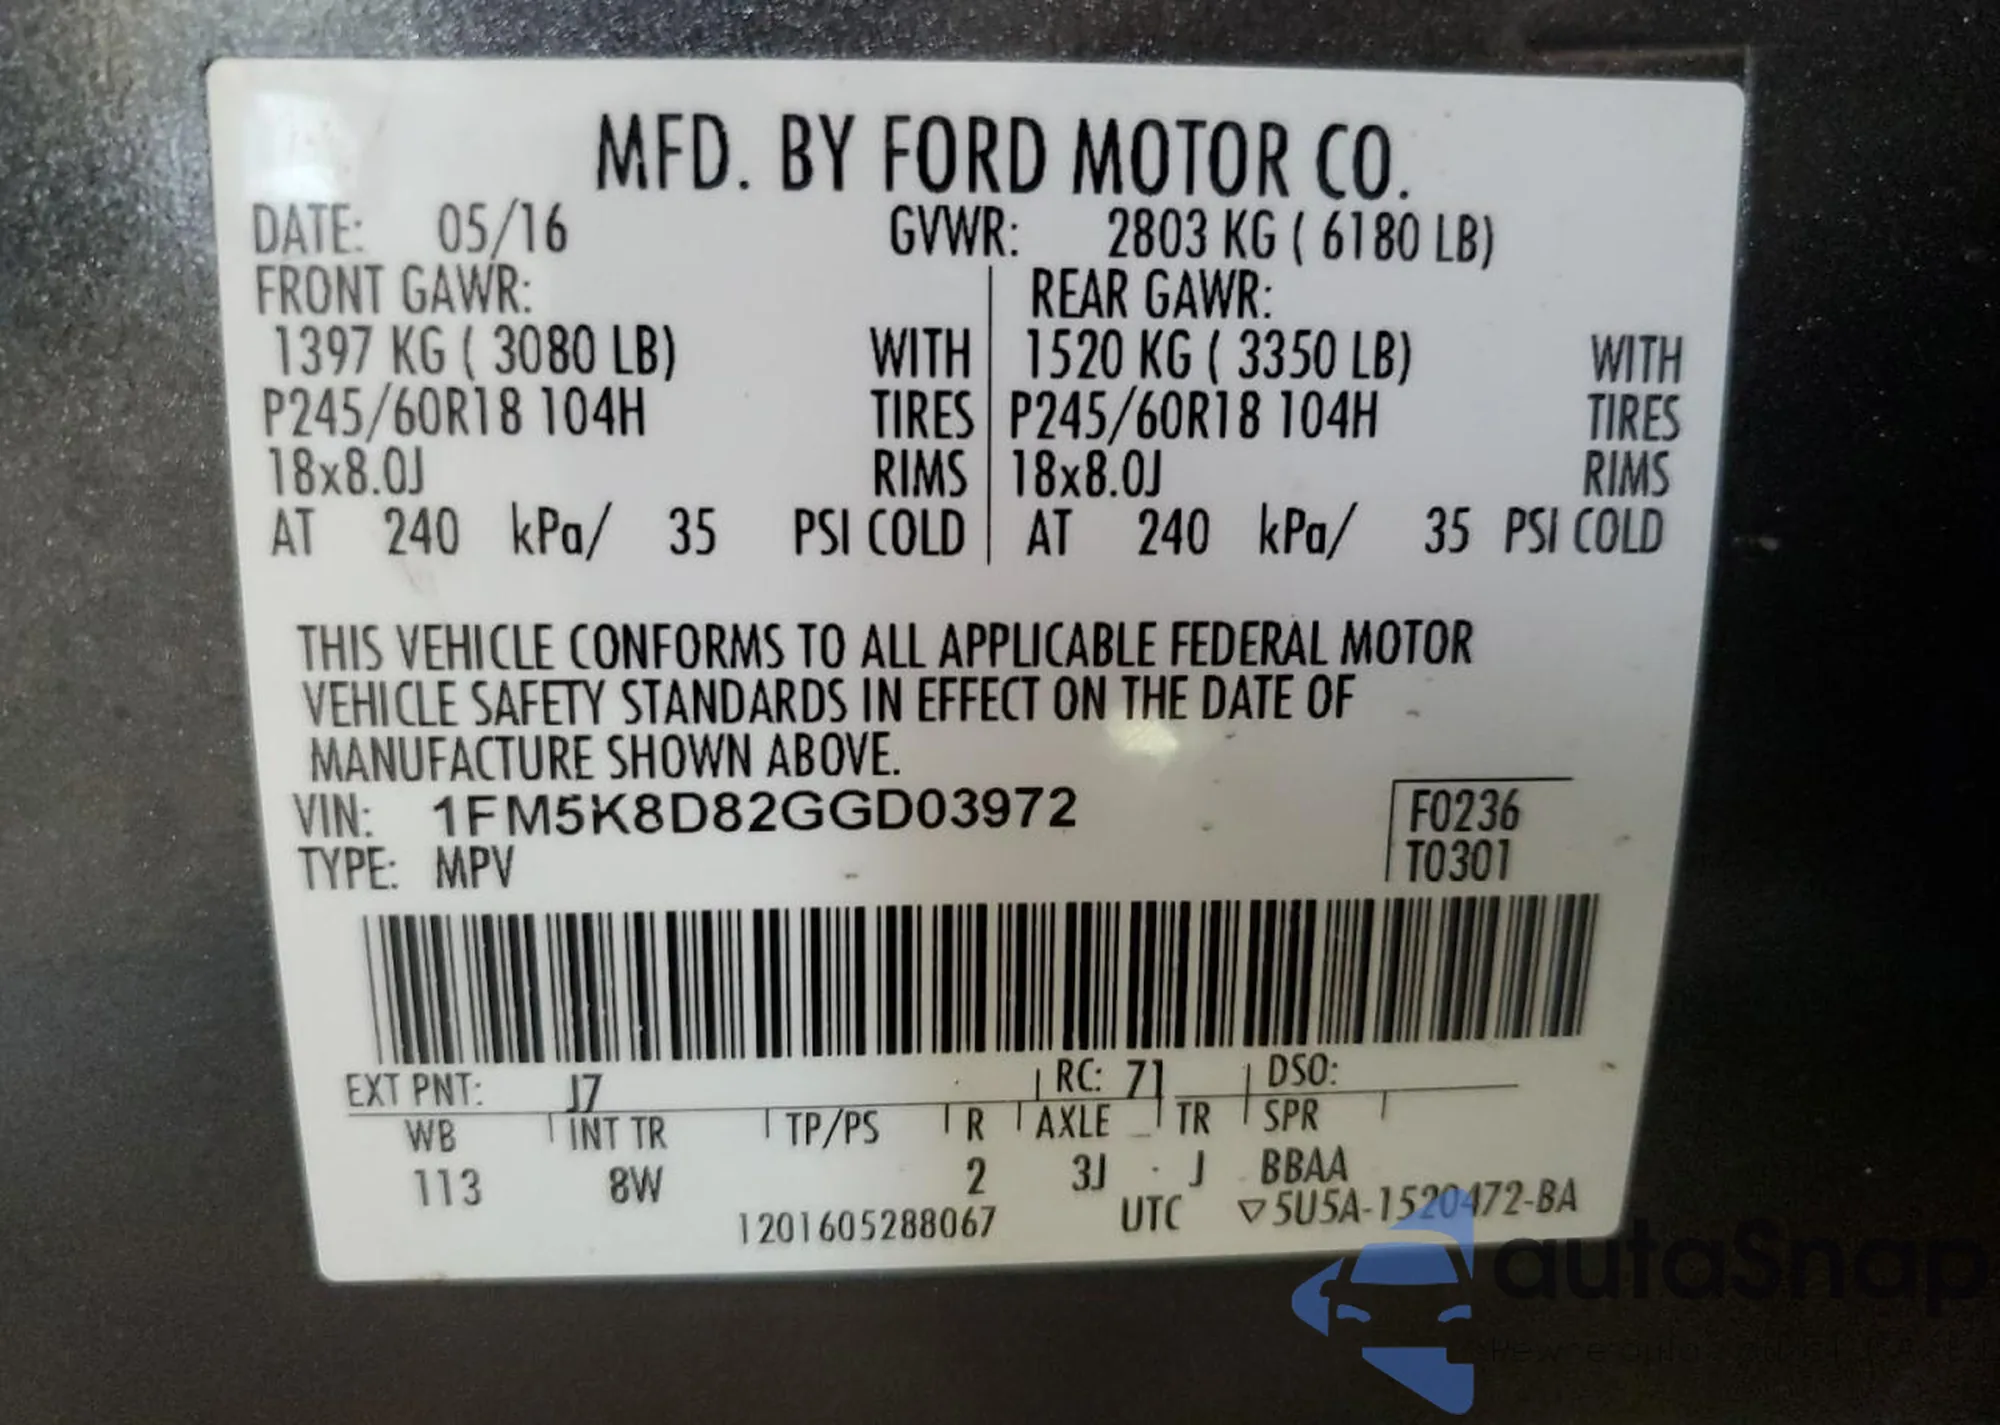 MFD. BY FORD MOTOR CO.
DATE: 05/16 GVWR: 2803 KG ( 6180 LB)
FRONT GAWR: REAR GAWR:
1397 KG ( 3080 LB) WITH 1520 KG ( 3350 LB) WITH
P245/60R18 104H TIRES P245/60R18 104H TIRES
18x8.0J RIMS 18x8.0J RIMS
AT 240 kPa/ 35 PSI COLD AT 240 kPa/ 35 PSI COLD
THIS VEHICLE CONFORMS TO ALL APPLICABLE FEDERAL MOTOR
VEHICLE SAFETY STANDARDS IN EFFECT ON THE DATE OF
MANUFACTURE SHOWN ABOVE.
VIN: 1FM5K8D82GGD03972 F0236
TYPE: MPV T0301
EXT PNT: J7 RC: 71 DSO:
WB INT TR TP/PS R AXLE TR SPR
113 8W 2 3J J BBAA
1201605288067 UTC ▽5U5A-1520472-BA
autaSnap